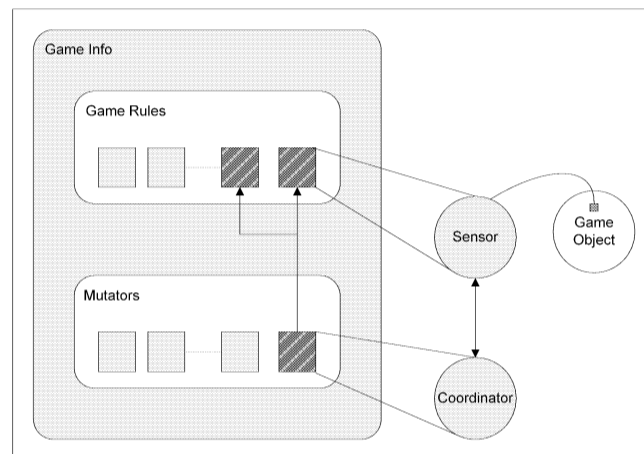 Game Info
Game Rules
Sensor
Game
Object
Mutators
Coordinator